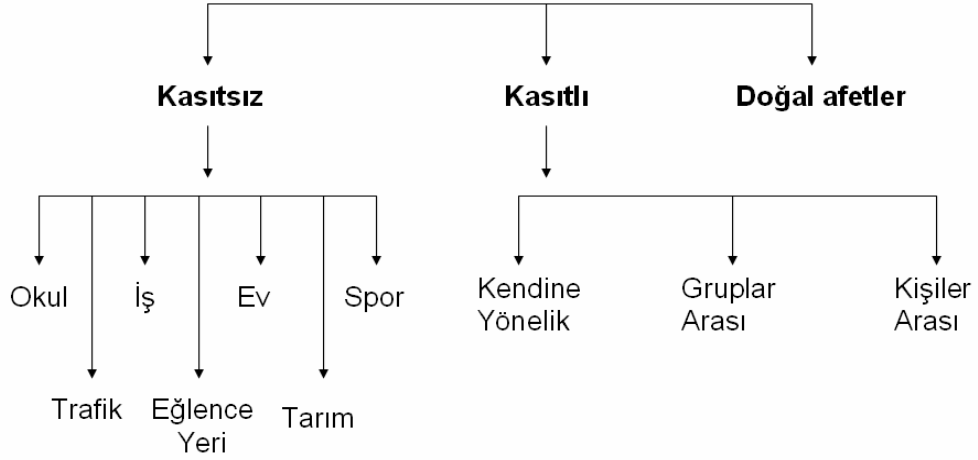 Kasıtsız
Kasıtlı
Doğal afetler
Okul
İş
Ev
Spor
Kendine
Yönelik
Gruplar
Arası
Kişiler
Arası
Trafik
Eğlence
Yeri
Tarım